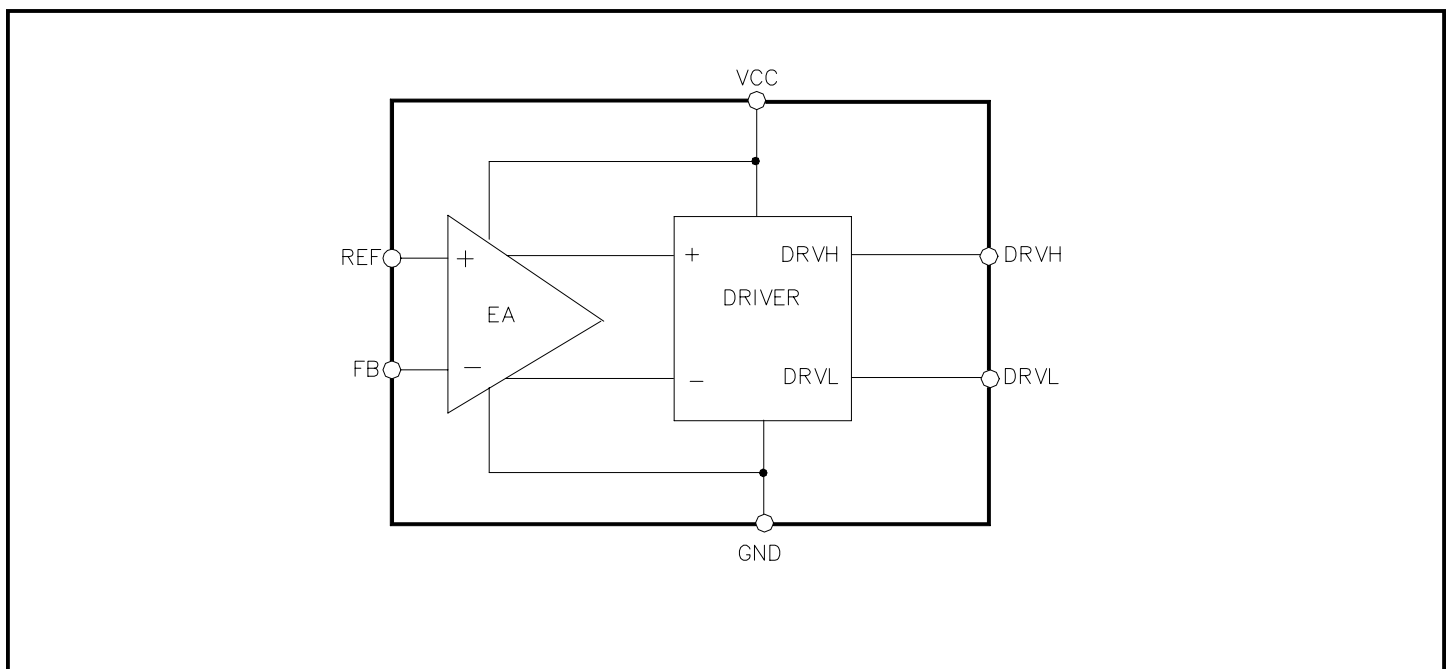 VCC
REF
+
+
DRVH
DRVH
DRIVER
EA
FB
−
−
DRVL
DRVL
GND